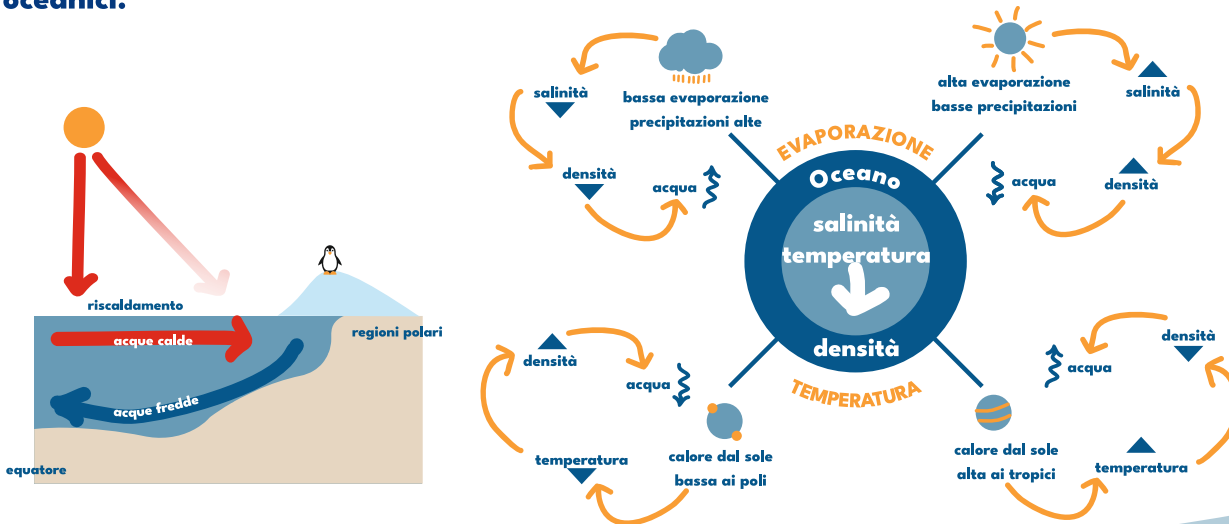 oceanici.
riscaldamento
acque calde
regioni polari
acque fredde
equatore
salinità
bassa evaporazione
precipitazioni alte
densità
acqua
alta evaporazione
basse precipitazioni
salinità
acqua
densità
EVAPORAZIONE
Oceano
salinità
temperatura
densità
TEMPERATURA
densità
acqua
temperatura
calore dal sole
bassa ai poli
densità
acqua
calore dal sole
alta ai tropici
temperatura